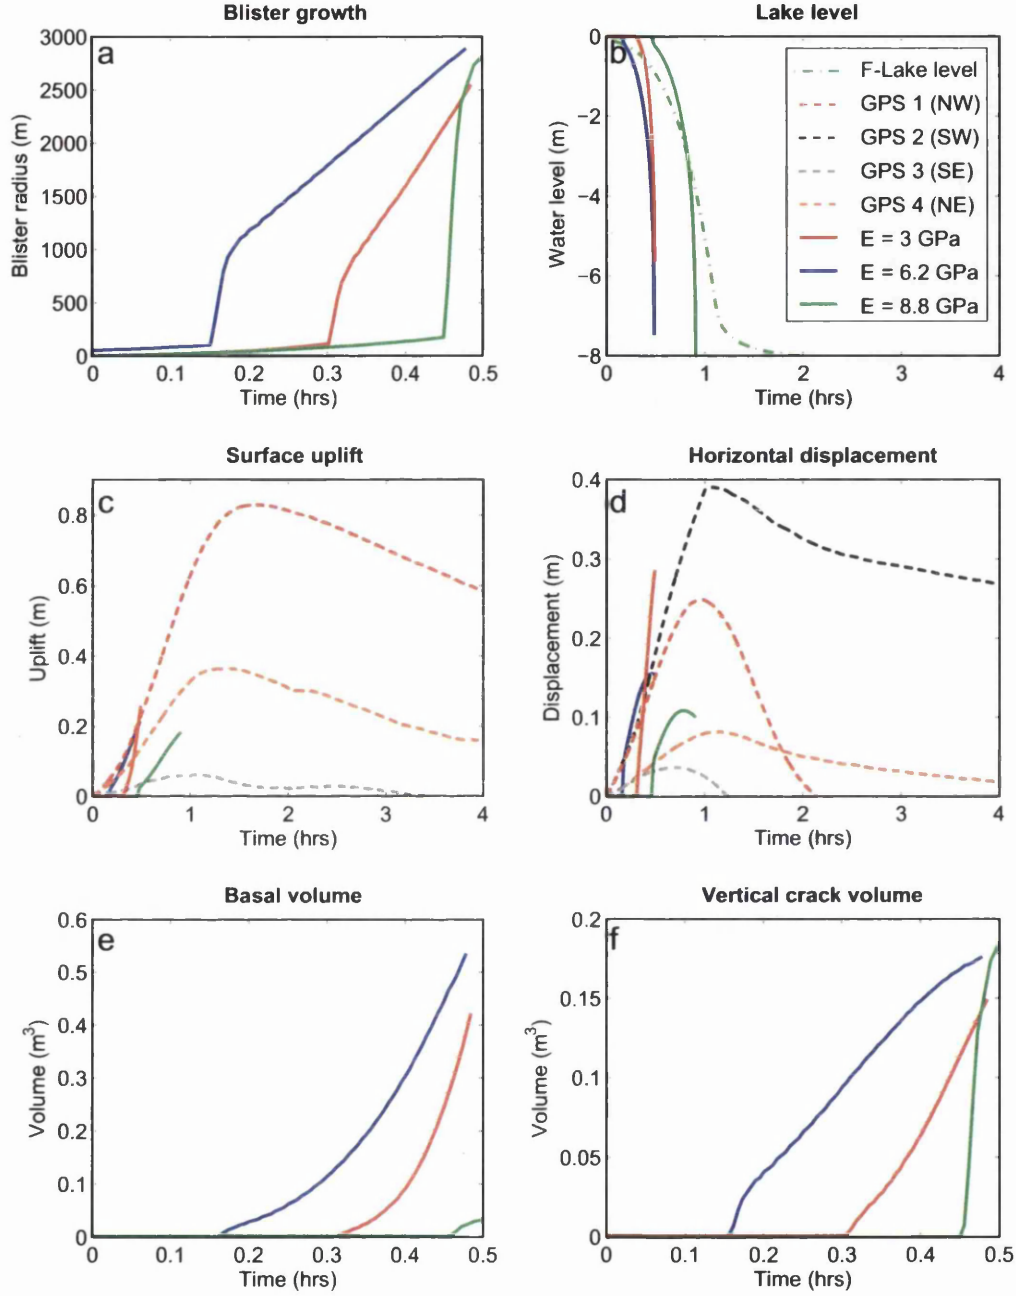 Blister growth
a
3000
2500
2000
1500
1000
500
0
Blister radius (m)
0 0.1 0.2 0.3 0.4 0.5
Time (hrs)
Lake level
b
0
−2
−4
−6
−8
Water level (m)
F-Lake level
GPS 1 (NW)
GPS 2 (SW)
GPS 3 (SE)
GPS 4 (NE)
E = 3 GPa
E = 6.2 GPa
E = 8.8 GPa
0 1 2 3 4
Time (hrs)
Surface uplift
c
0.8
0.6
0.4
0.2
0
Uplift (m)
0 1 2 3 4
Time (hrs)
Horizontal displacement
d
0.4
0.3
0.2
0.1
0
Displacement (m)
0 1 2 3 4
Time (hrs)
Basal volume
e
0.6
0.5
0.4
0.3
0.2
0.1
0
Volume (m³)
0 0.1 0.2 0.3 0.4 0.5
Time (hrs)
Vertical crack volume
f
0.2
0.15
0.1
0.05
0
Volume (m³)
0 0.1 0.2 0.3 0.4 0.5
Time (hrs)